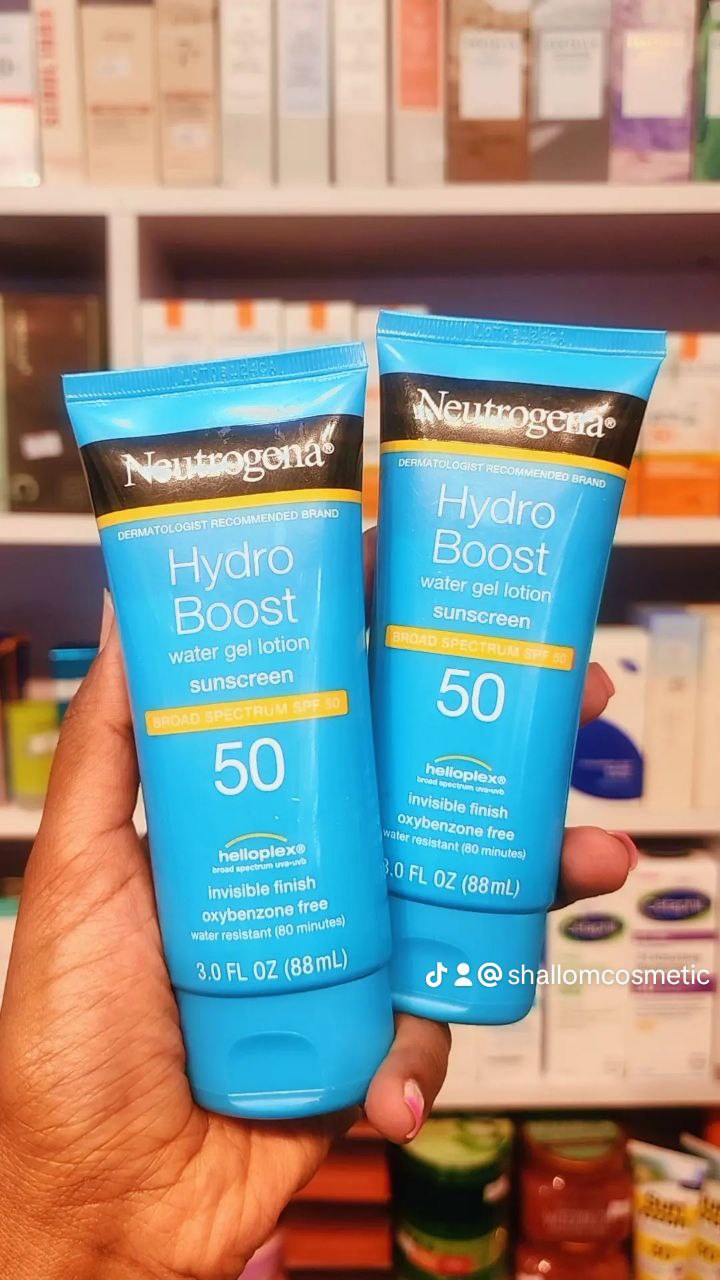 Neutrogena®
DERMATOLOGIST RECOMMENDED BRAND
Hydro
Boost
water gel lotion
sunscreen
BROAD SPECTRUM SPF 50
50
helioplex®
broad spectrum uva•uvb
invisible finish
oxybenzone free
water resistant (80 minutes)
3.0 FL OZ (88mL)
Neutrogena®
DERMATOLOGIST RECOMMENDED BRAND
Hydro
Boost
water gel lotion
sunscreen
BROAD SPECTRUM SPF 50
50
helioplex®
broad spectrum uva•uvb
invisible finish
oxybenzone free
water resistant (80 minutes)
3.0 FL OZ (88mL)
@ shallomcosmetic
Cetaphil
Cetaphil